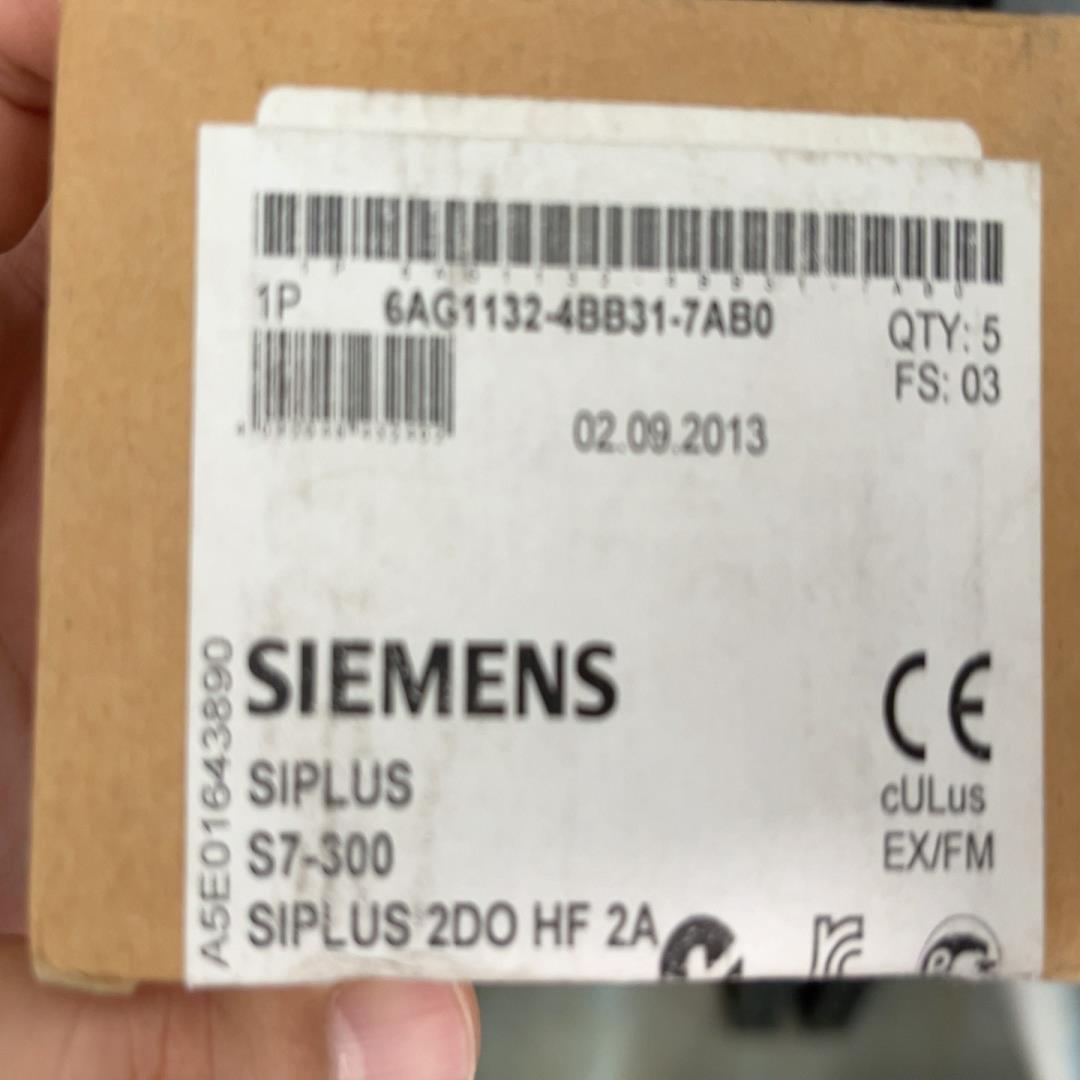 1P 6AG1132-4BB31-7AB0
QTY: 5
FS: 03
02.09.2013
A5E01643890
SIEMENS
CE
SIPLUS
cULus
S7-300
EX/FM
SIPLUS 2DO HF 2A